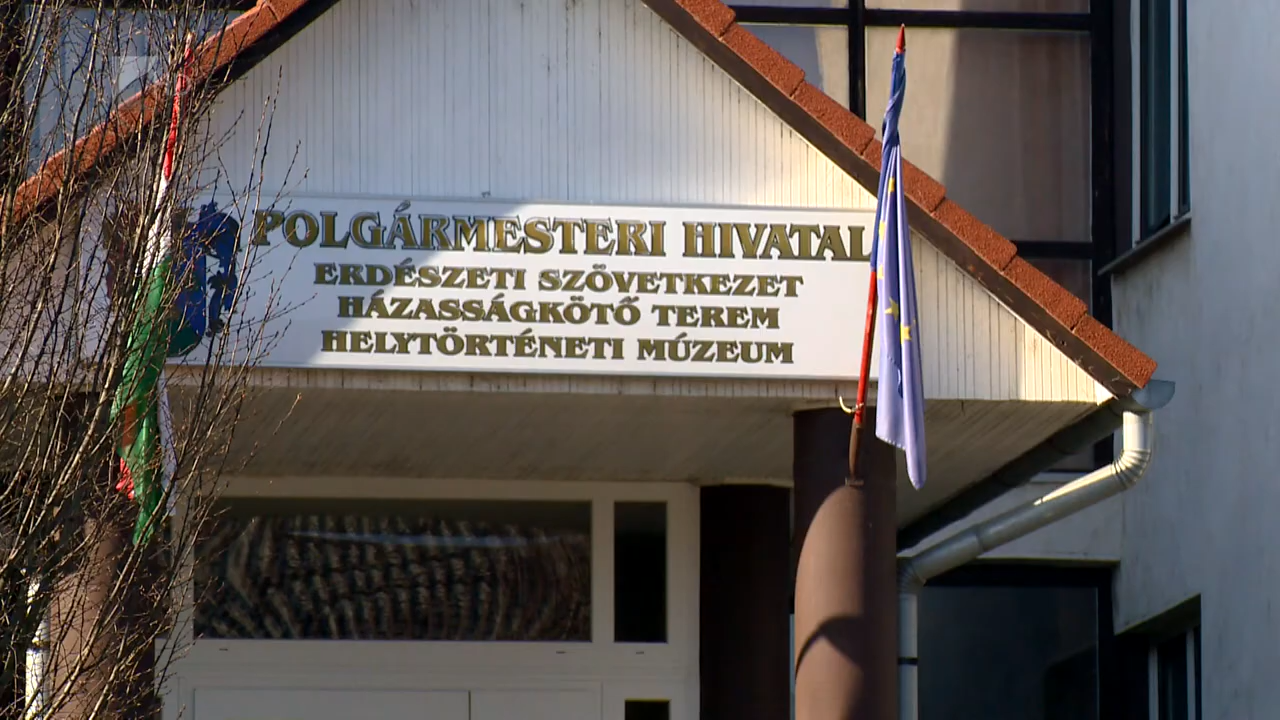 POLGÁRMESTERI HIVATAL
ERDÉSZETI SZÖVETKEZET
HÁZASSÁGKÖTŐ TEREM
HELYTÖRTÉNETI MÚZEUM